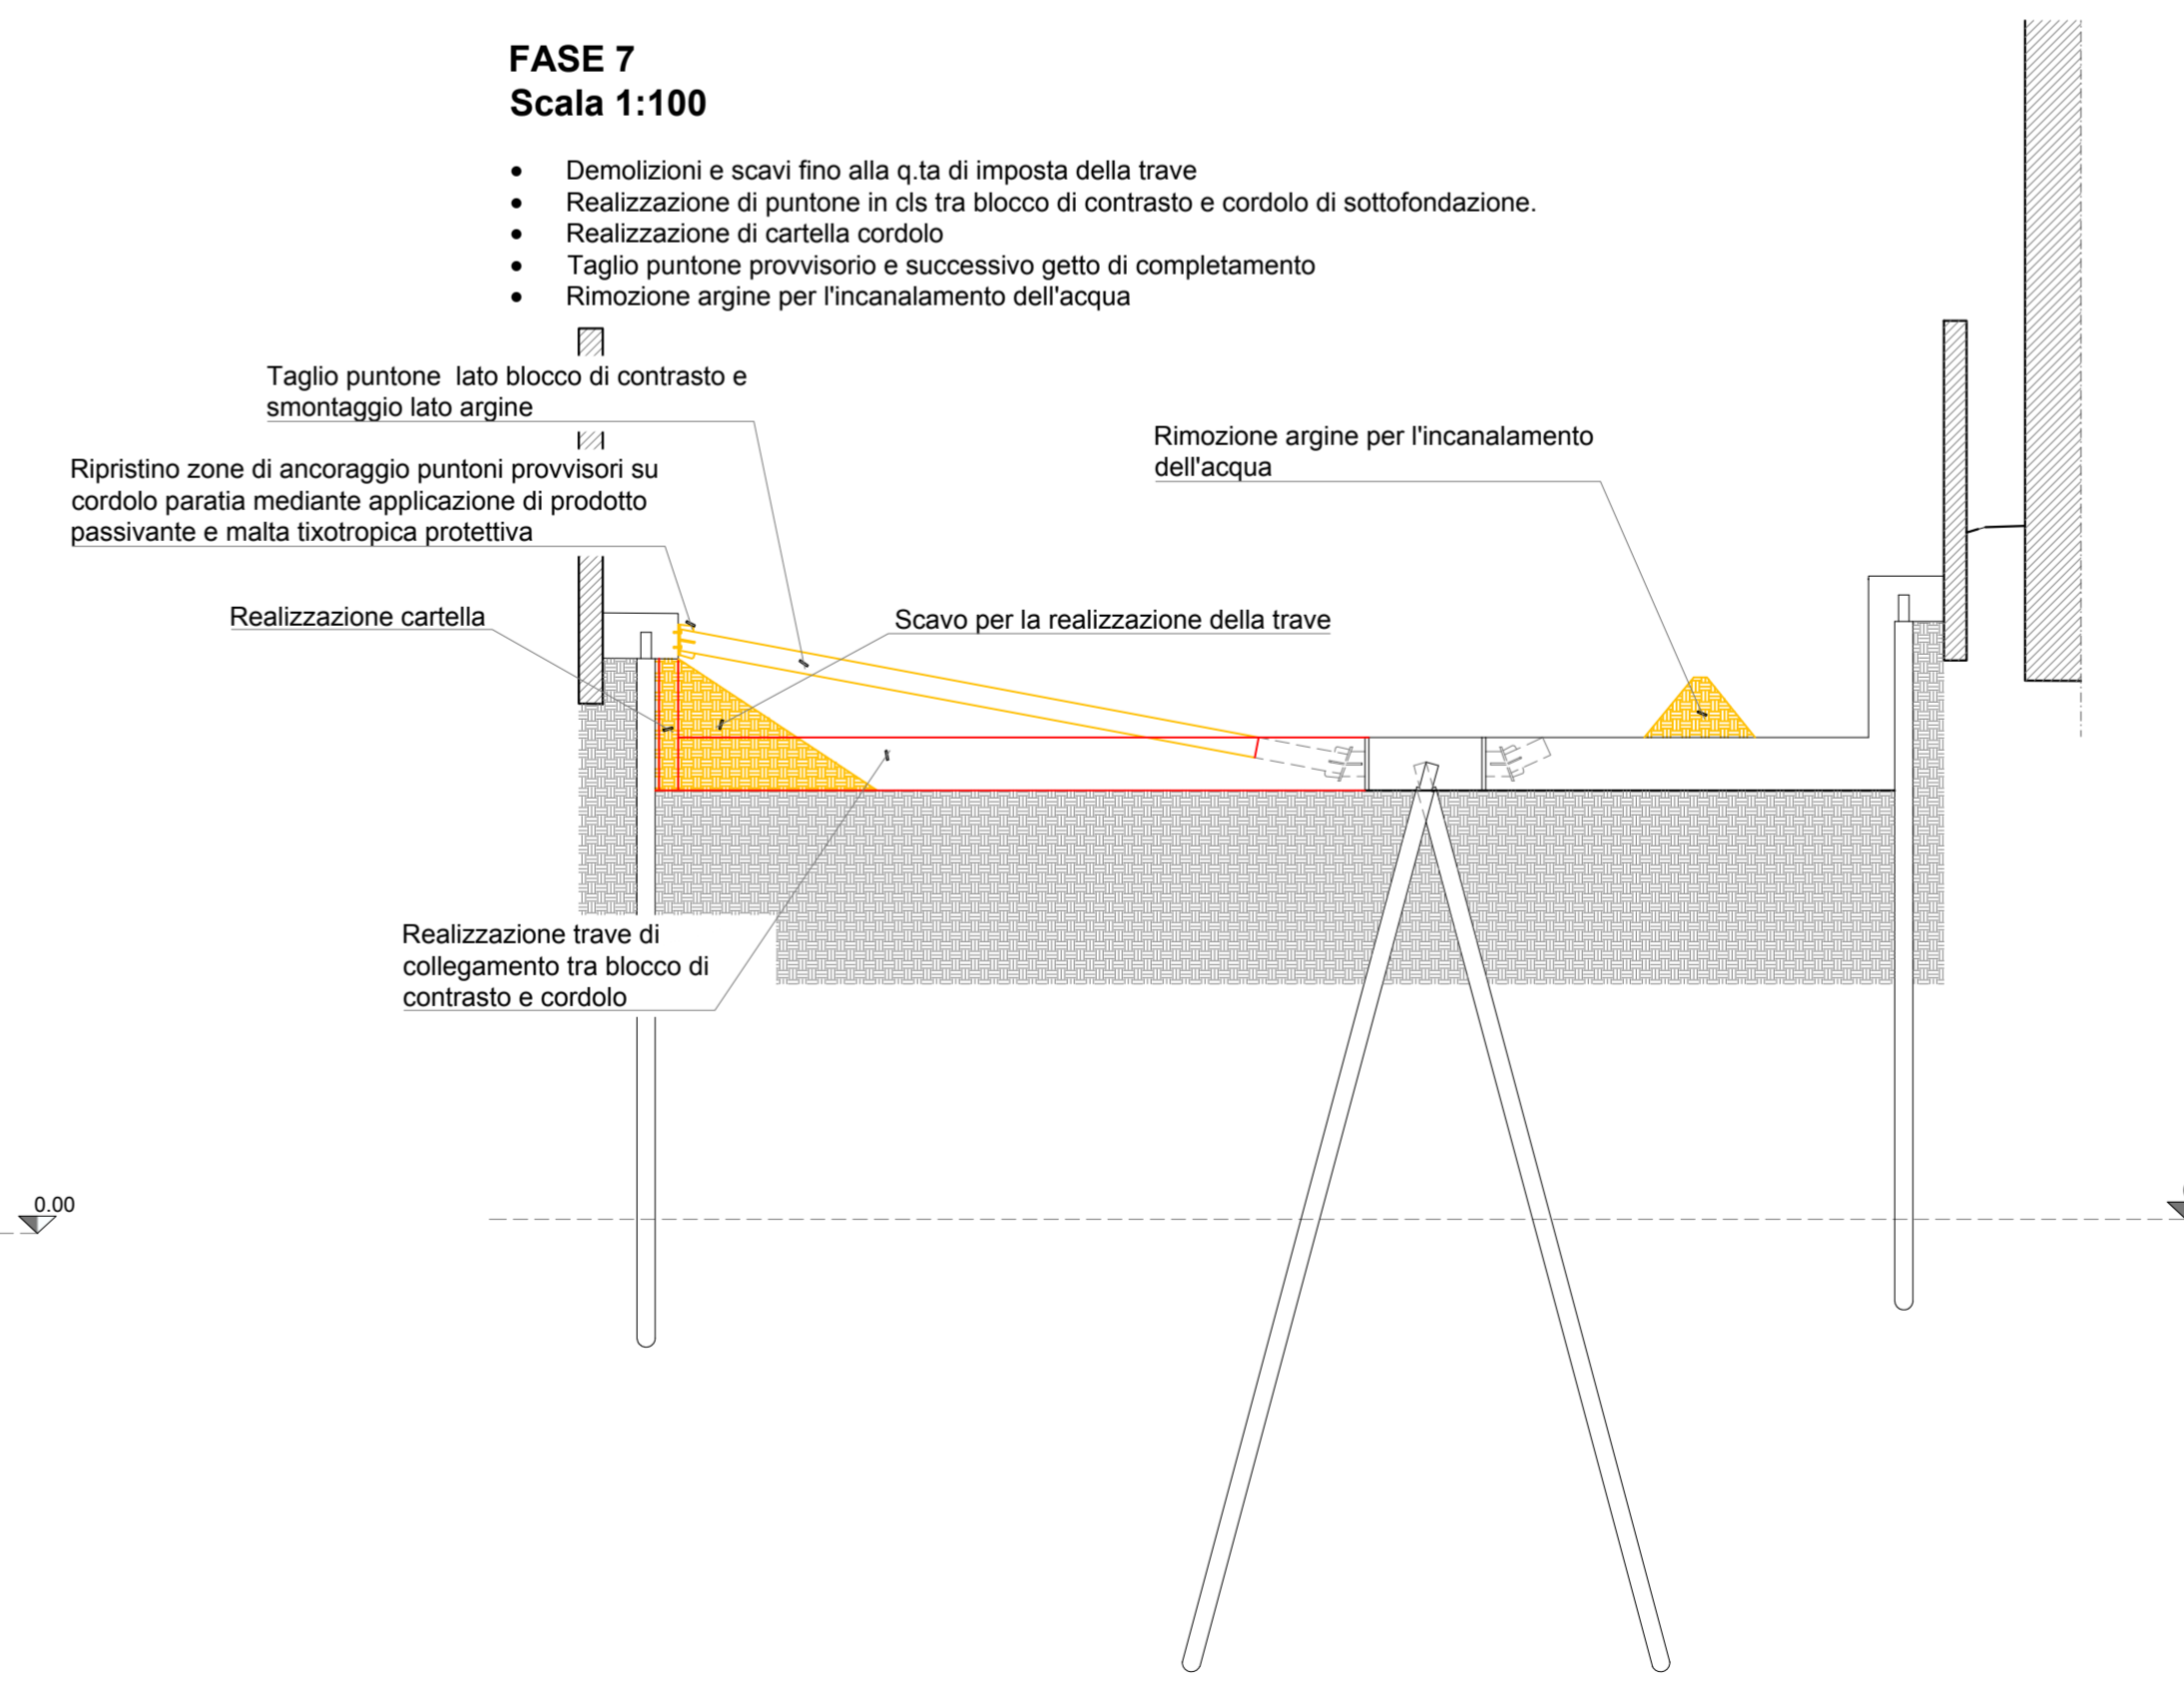 FASE 7
Scala 1:100
• Demolizioni e scavi fino alla q.ta di imposta della trave
• Realizzazione di puntone in cls tra blocco di contrasto e cordolo di sottofondazione.
• Realizzazione di cartella cordolo
• Taglio puntone provvisorio e successivo getto di completamento
• Rimozione argine per l'incanalamento dell'acqua
Taglio puntone lato blocco di contrasto e
smontaggio lato argine
Rimozione argine per l'incanalamento
dell'acqua
Ripristino zone di ancoraggio puntoni provvisori su
cordolo paratia mediante applicazione di prodotto
passivante e malta tixotropica protettiva
Realizzazione cartella
Scavo per la realizzazione della trave
Realizzazione trave di
collegamento tra blocco di
contrasto e cordolo
0.00